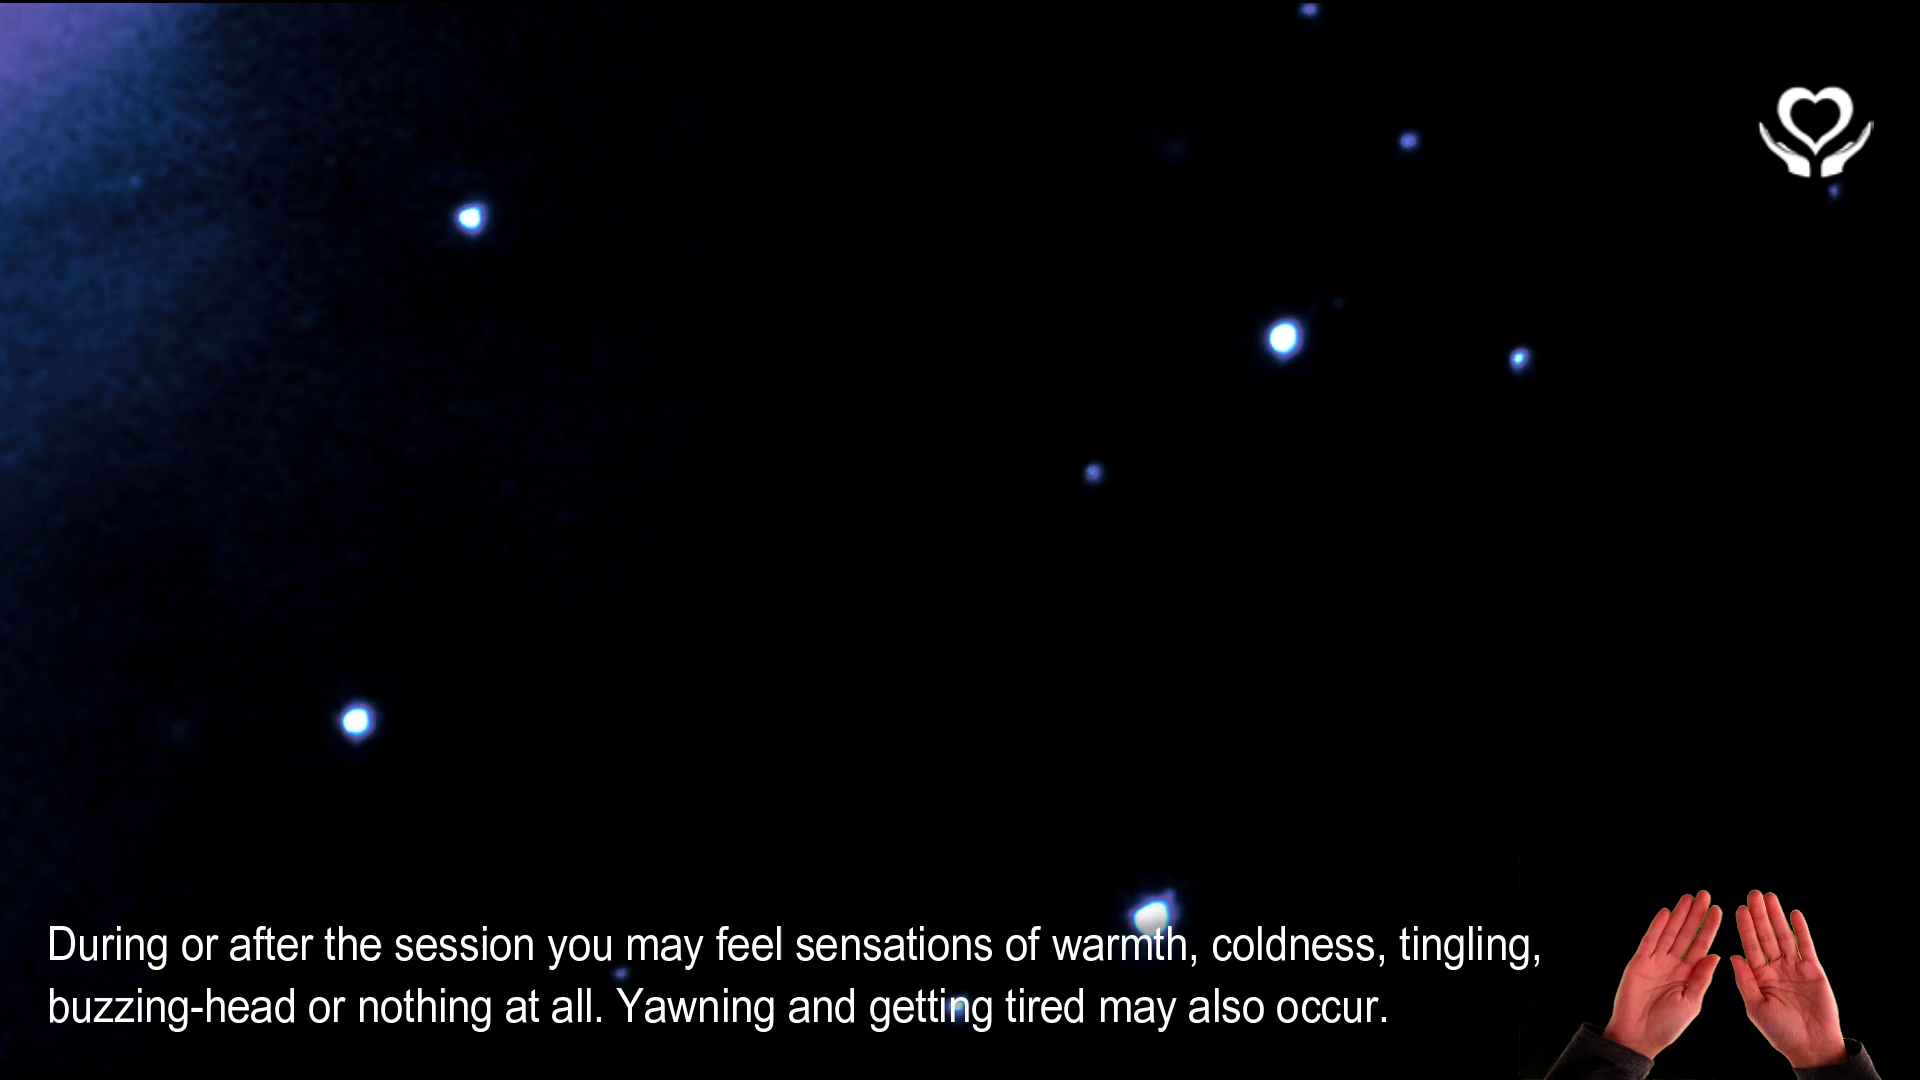 During or after the session you may feel sensations of warmth, coldness, tingling,
buzzing-head or nothing at all. Yawning and getting tired may also occur.